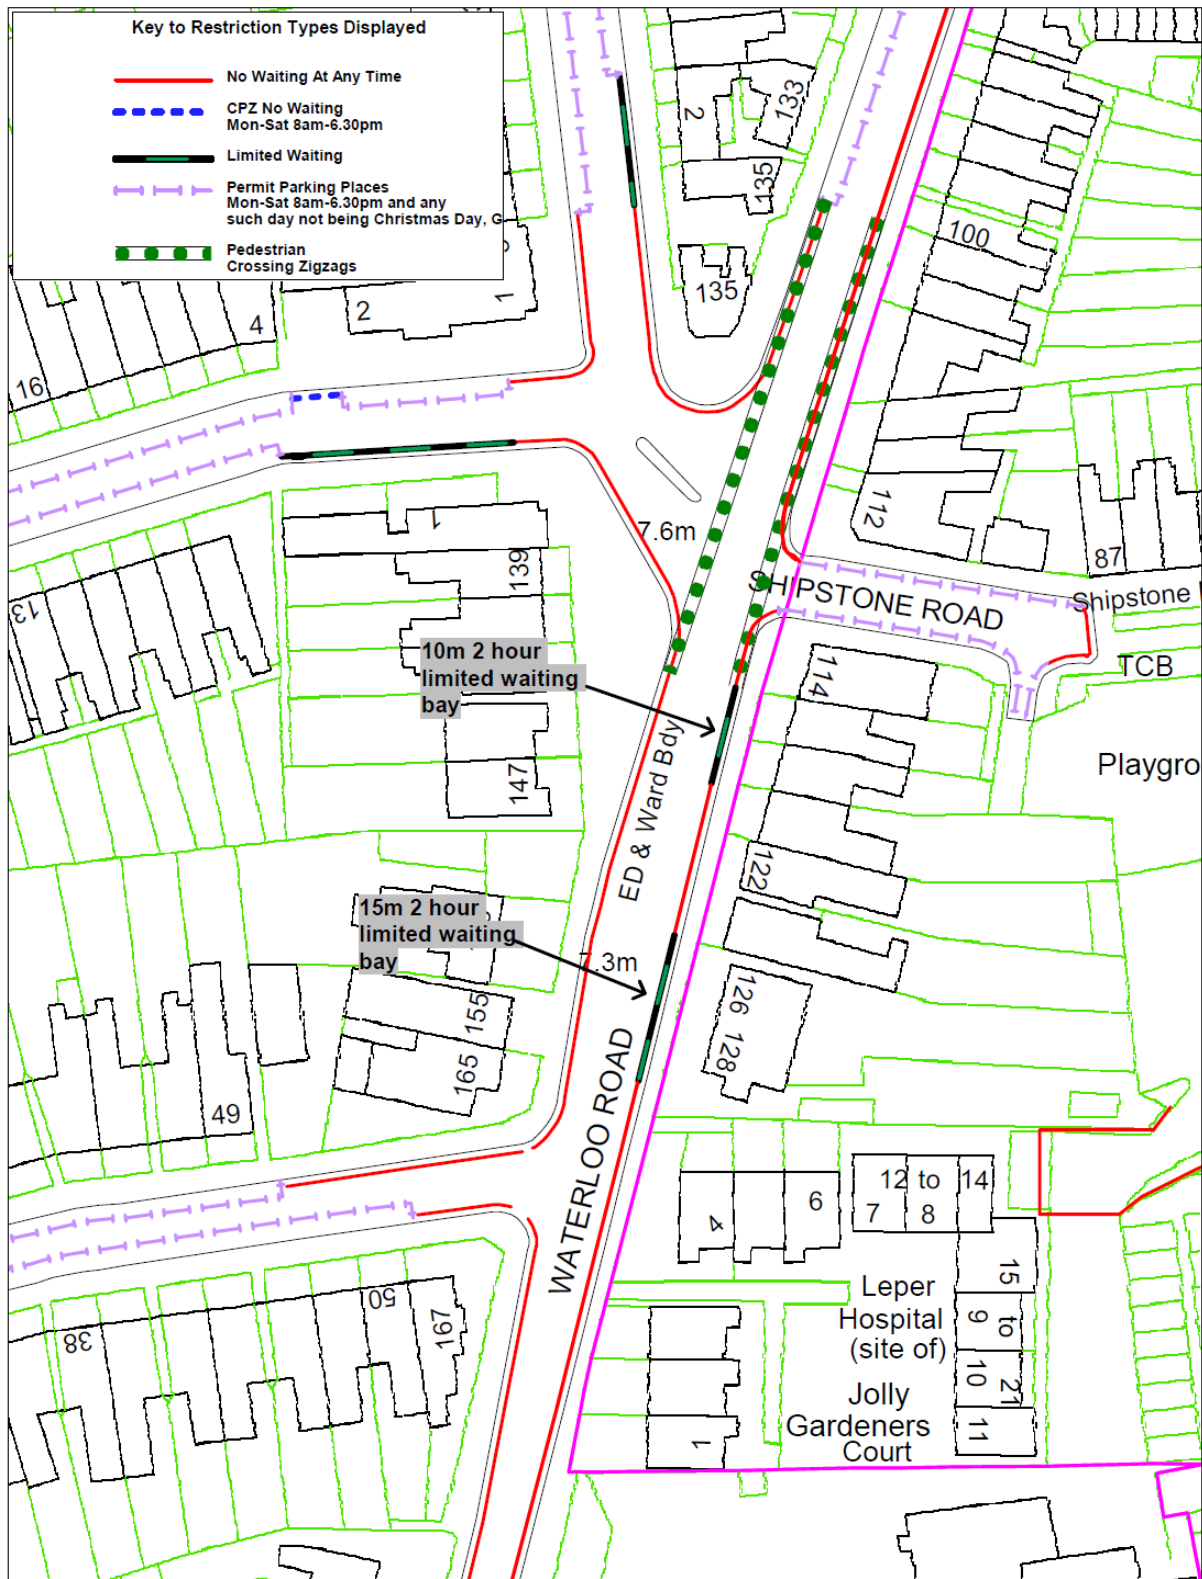 Key to Restriction Types Displayed
No Waiting At Any Time
CPZ No Waiting
Mon-Sat 8am-6.30pm
Limited Waiting
Permit Parking Places
Mon-Sat 8am-6.30pm and any
such day not being Christmas Day, G
Pedestrian
Crossing Zigzags
2
133
135
135
100
4
2
1
16
112
87
7.6m
1
139
13
SHIPSTONE ROAD
Shipstone
TCB
10m 2 hour
limited waiting
bay
114
Playgro
147
ED & Ward Bdy
122
15m 2 hour
limited waiting
bay
7.3m
126
128
155
165
49
WATERLOO ROAD
12 to 14
7 8
4
6
15
9 to
10 21
11
Leper
Hospital
(site of)
Jolly
Gardeners
Court
50
38
167
1